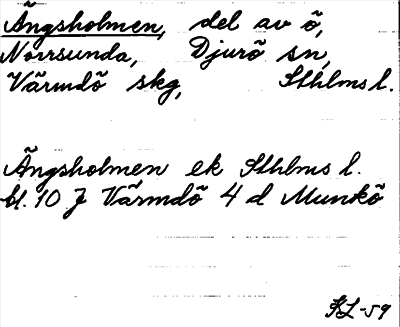 Ängsholmen, del av ö,
Norrsunda, Djurö sn,
Värmdö skg, Sthlms l.
Ängsholmen ek Sthlms l.
bl. 10 J Värmdö 4 d Munkö
KL-59